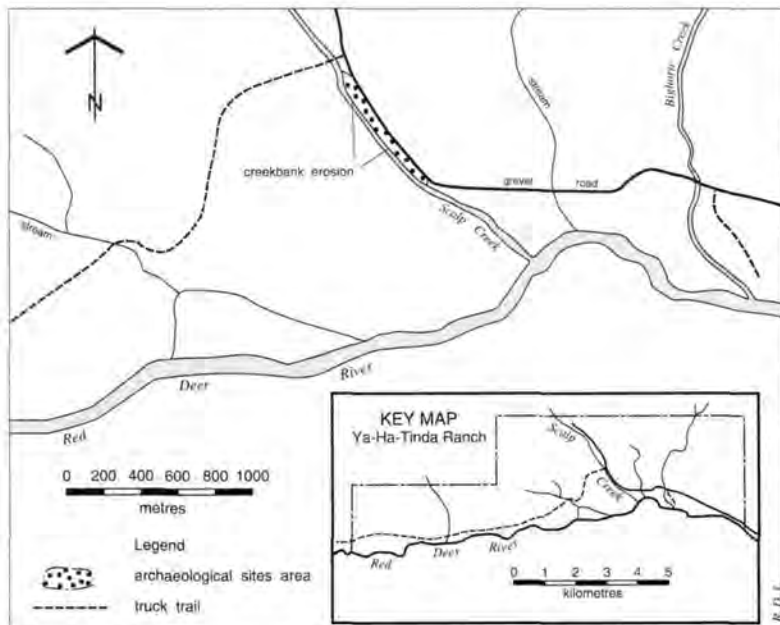 N
Bighorn Creek
stream
creekbank erosion
gravel road
Scalp Creek
stream
Red Deer River
KEY MAP
Ya-Ha-Tinda Ranch
Scalp Creek
Red Deer River
0 1 2 3 4 5
kilometres
0 200 400 600 800 1000
metres
Legend
archaeological sites area
truck trail